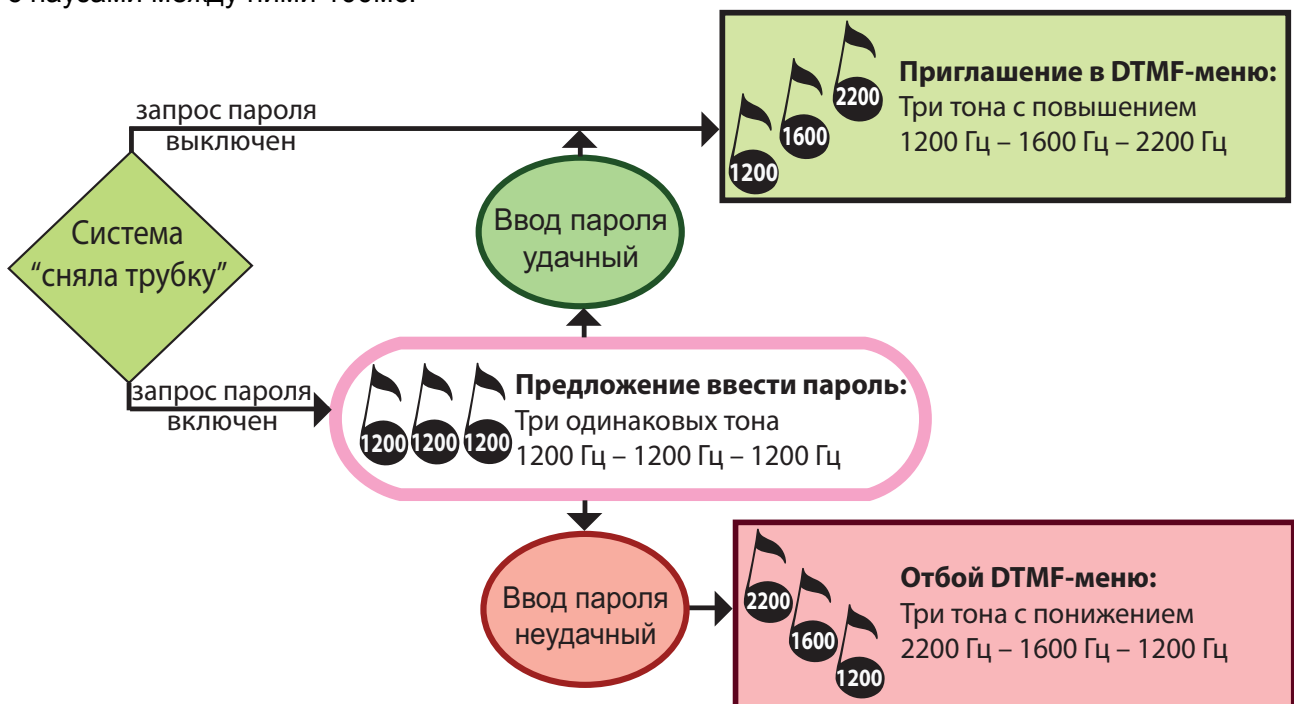 2200
1600
1200
Приглашение в DTMF-меню:
Три тона с повышением
1200 Гц – 1600 Гц – 2200 Гц
запрос пароля
выключен
Система
“сняла трубку”
Ввод пароля
удачный
запрос пароля
включен
1200 1200 1200
Предложение ввести пароль:
Три одинаковых тона
1200 Гц – 1200 Гц – 1200 Гц
Ввод пароля
неудачный
2200
1600
1200
Отбой DTMF-меню:
Три тона с понижением
2200 Гц – 1600 Гц – 1200 Гц